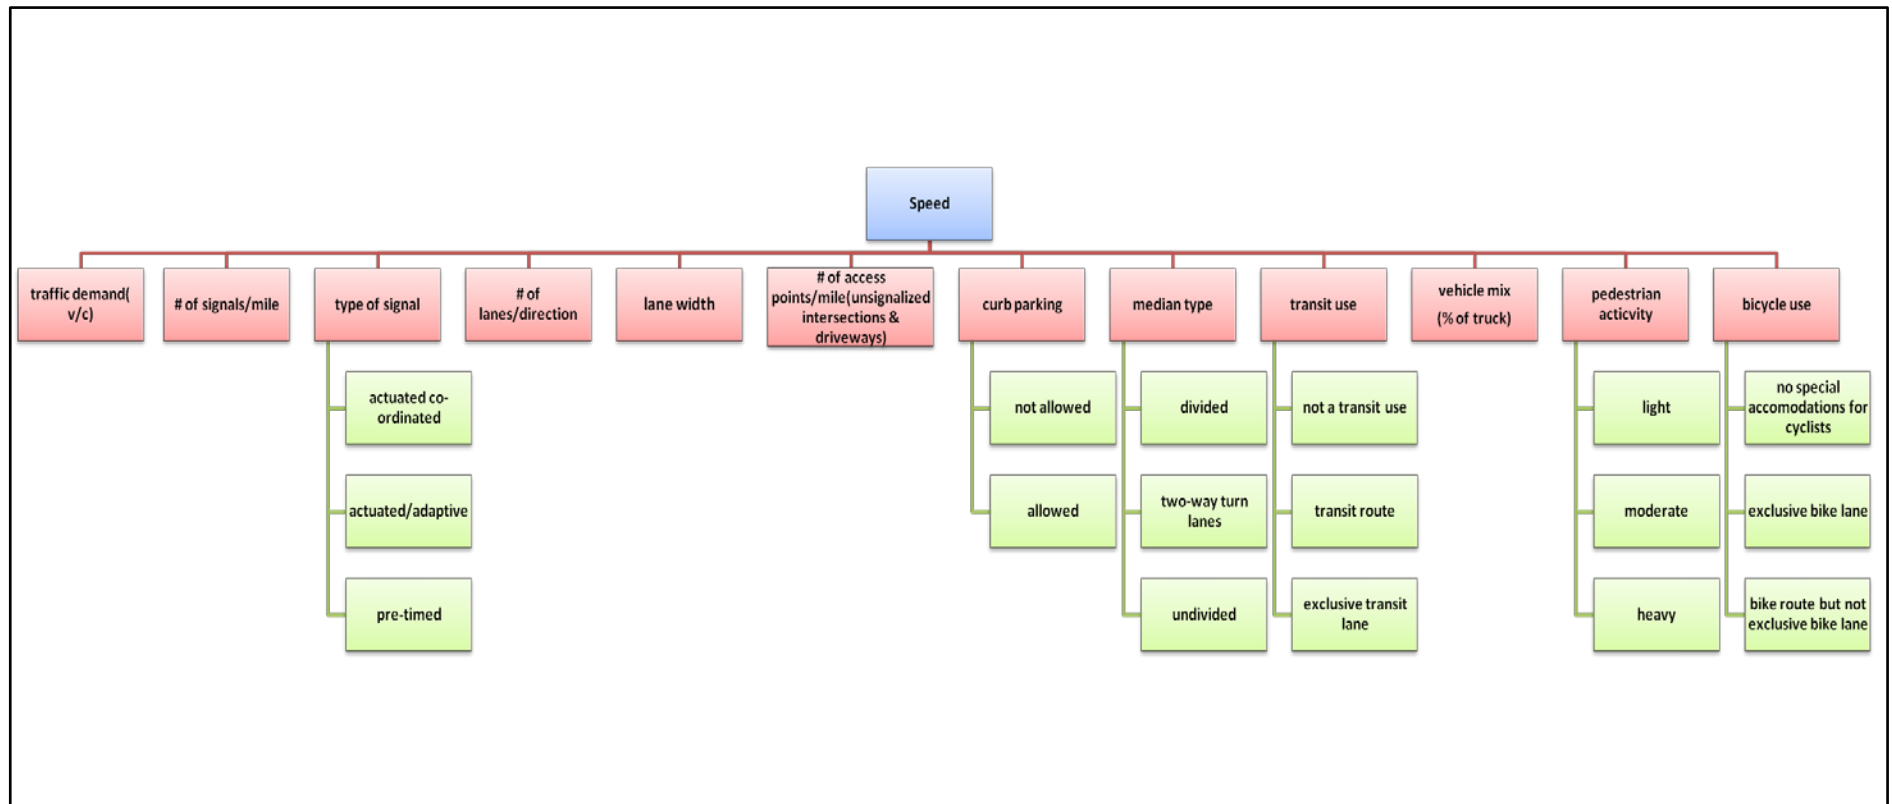 Speed
traffic demand(
v/c)
# of signals/mile
type of signal
# of
lanes/direction
lane width
# of access
points/mile(unsignalized
intersections &
driveways)
curb parking
median type
transit use
vehicle mix
(% of truck)
pedestrian
acticvity
bicycle use
actuated co-
ordinated
actuated/adaptive
pre-timed
not allowed
allowed
divided
two-way turn
lanes
undivided
not a transit use
transit route
exclusive transit
lane
light
moderate
heavy
no special
accomodations for
cyclists
exclusive bike lane
bike route but not
exclusive bike lane